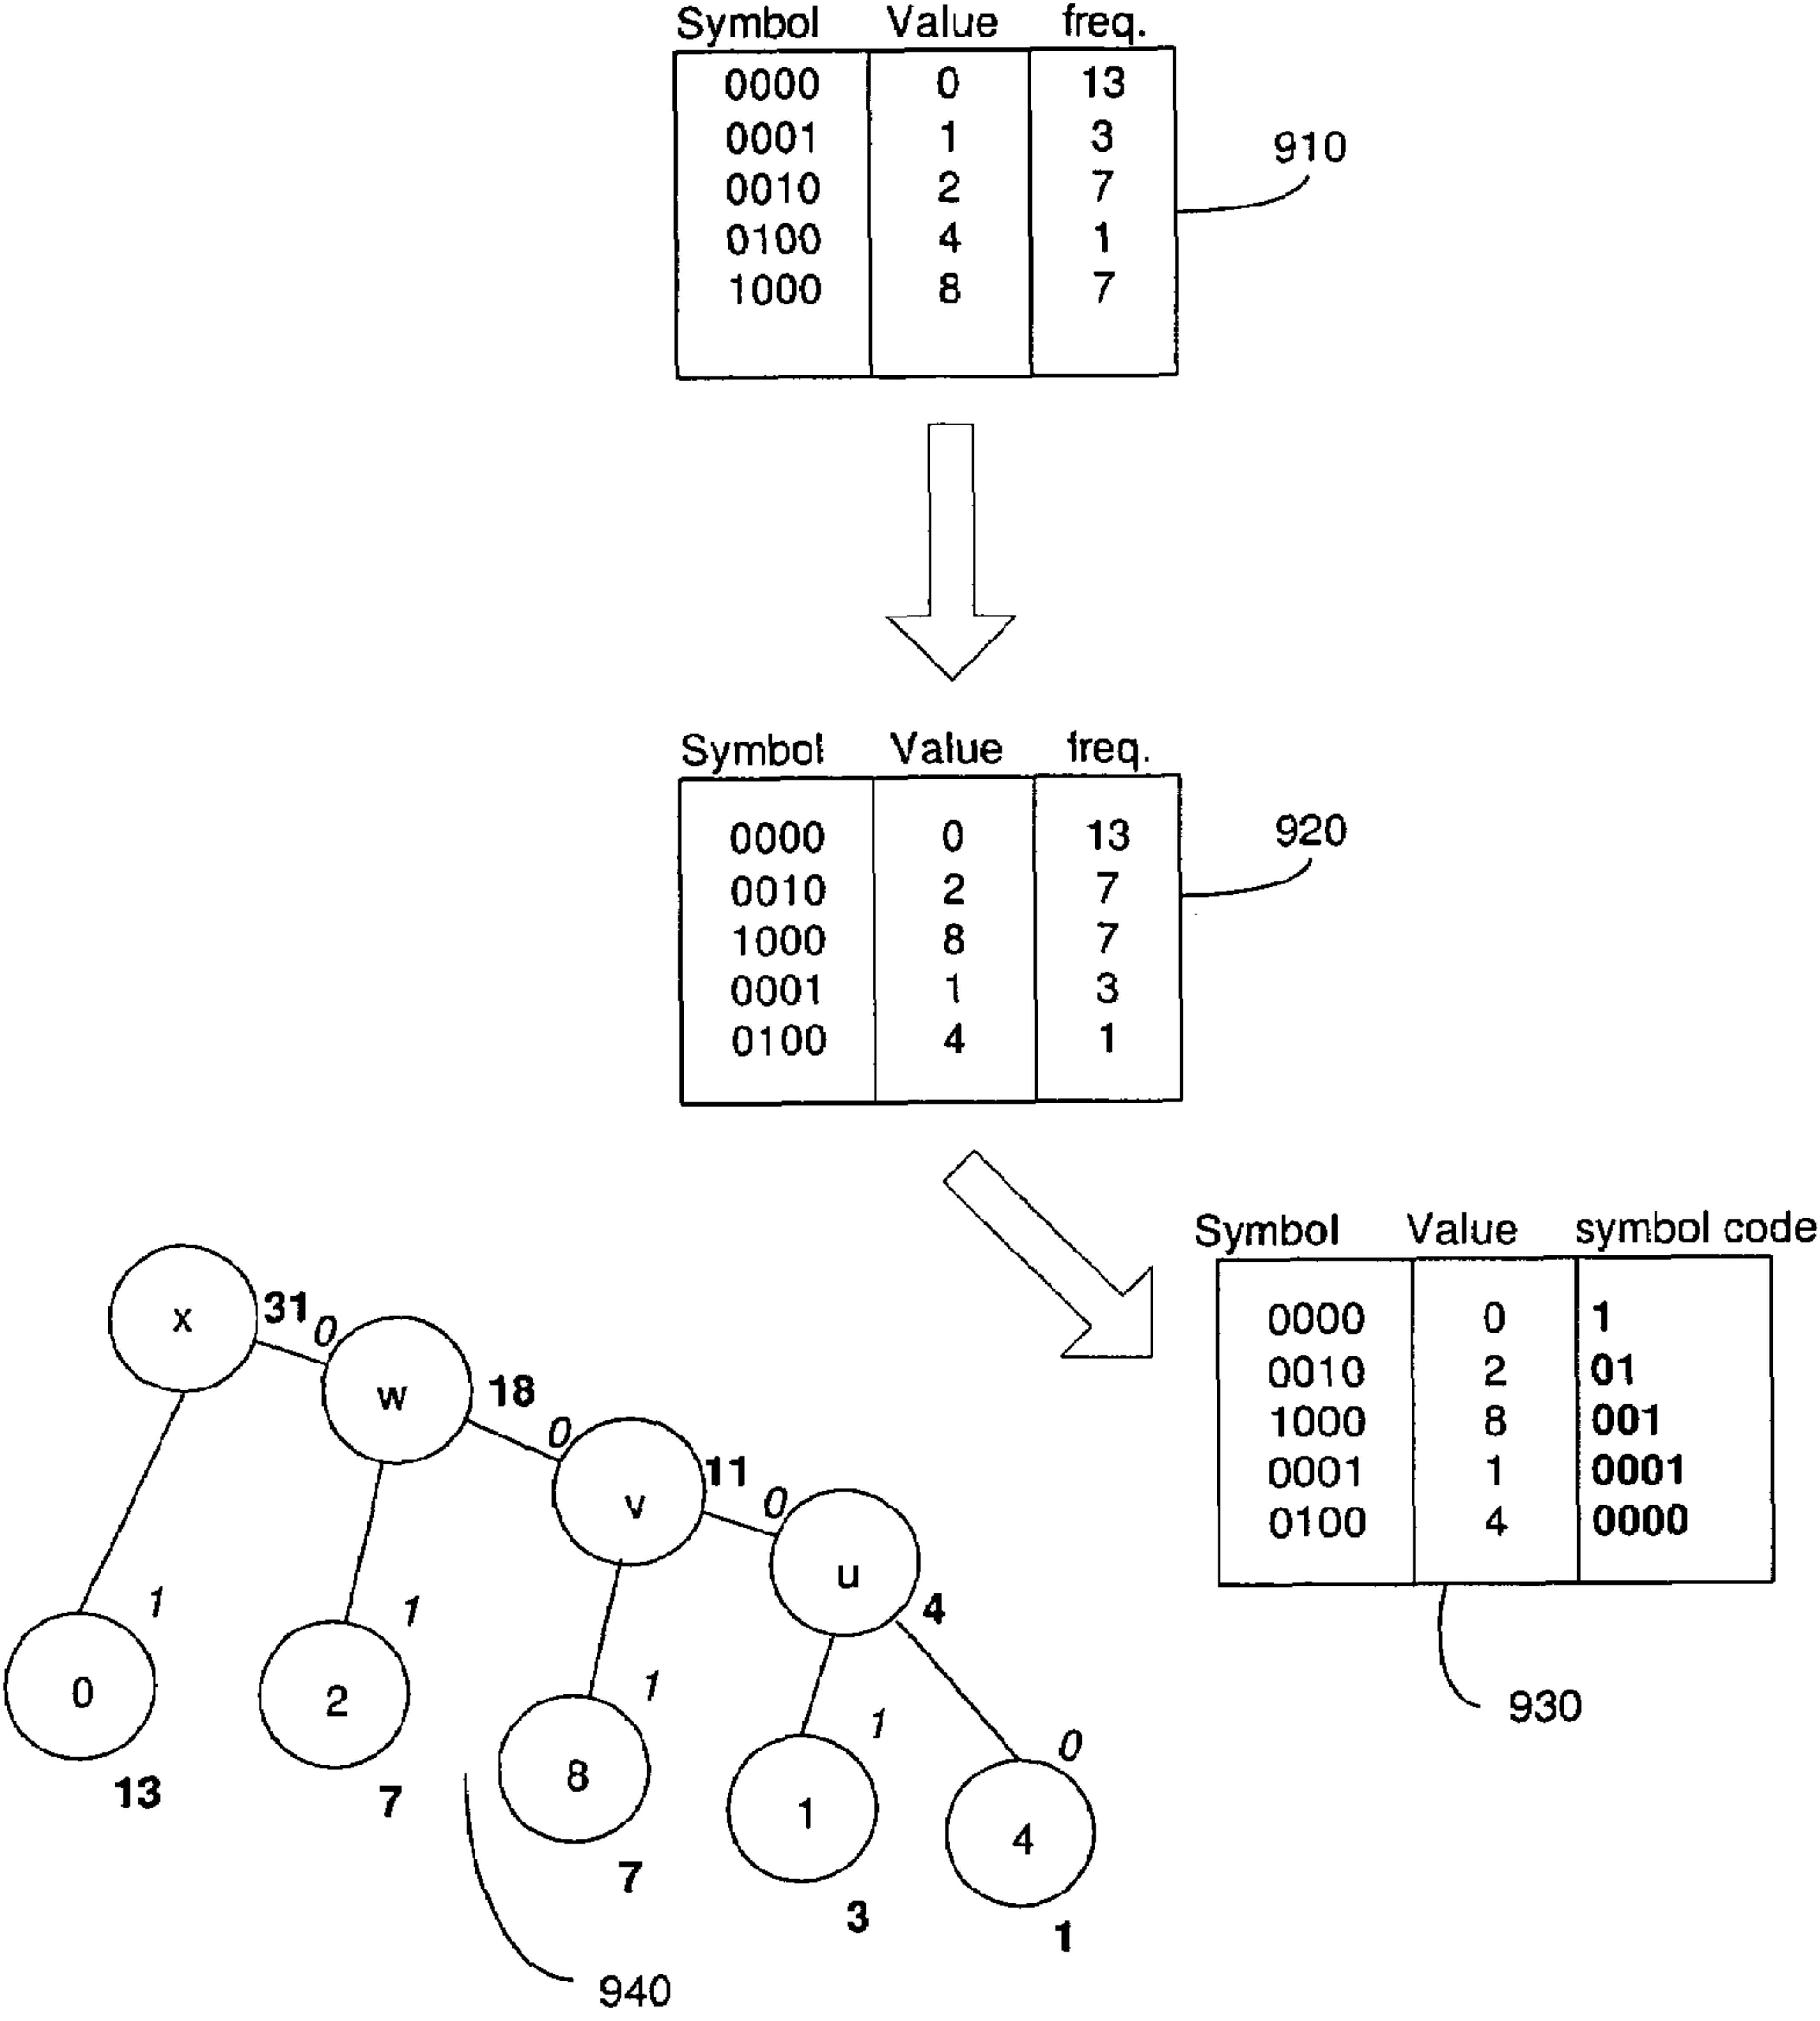 Symbol Value freq.
0000 0 13
0001 1 3
0010 2 7
0100 4 1
1000 8 7
910
Symbol Value freq.
0000 0 13
0010 2 7
1000 8 7
0001 1 3
0100 4 1
920
Symbol Value symbol code
0000 0 1
0010 2 01
1000 8 001
0001 1 0001
0100 4 0000
930
x 31 0
w 18 0
v 11 0
u 4
1 1 1 1 0
0 2 8 1 4
13 7 7 3 1
940